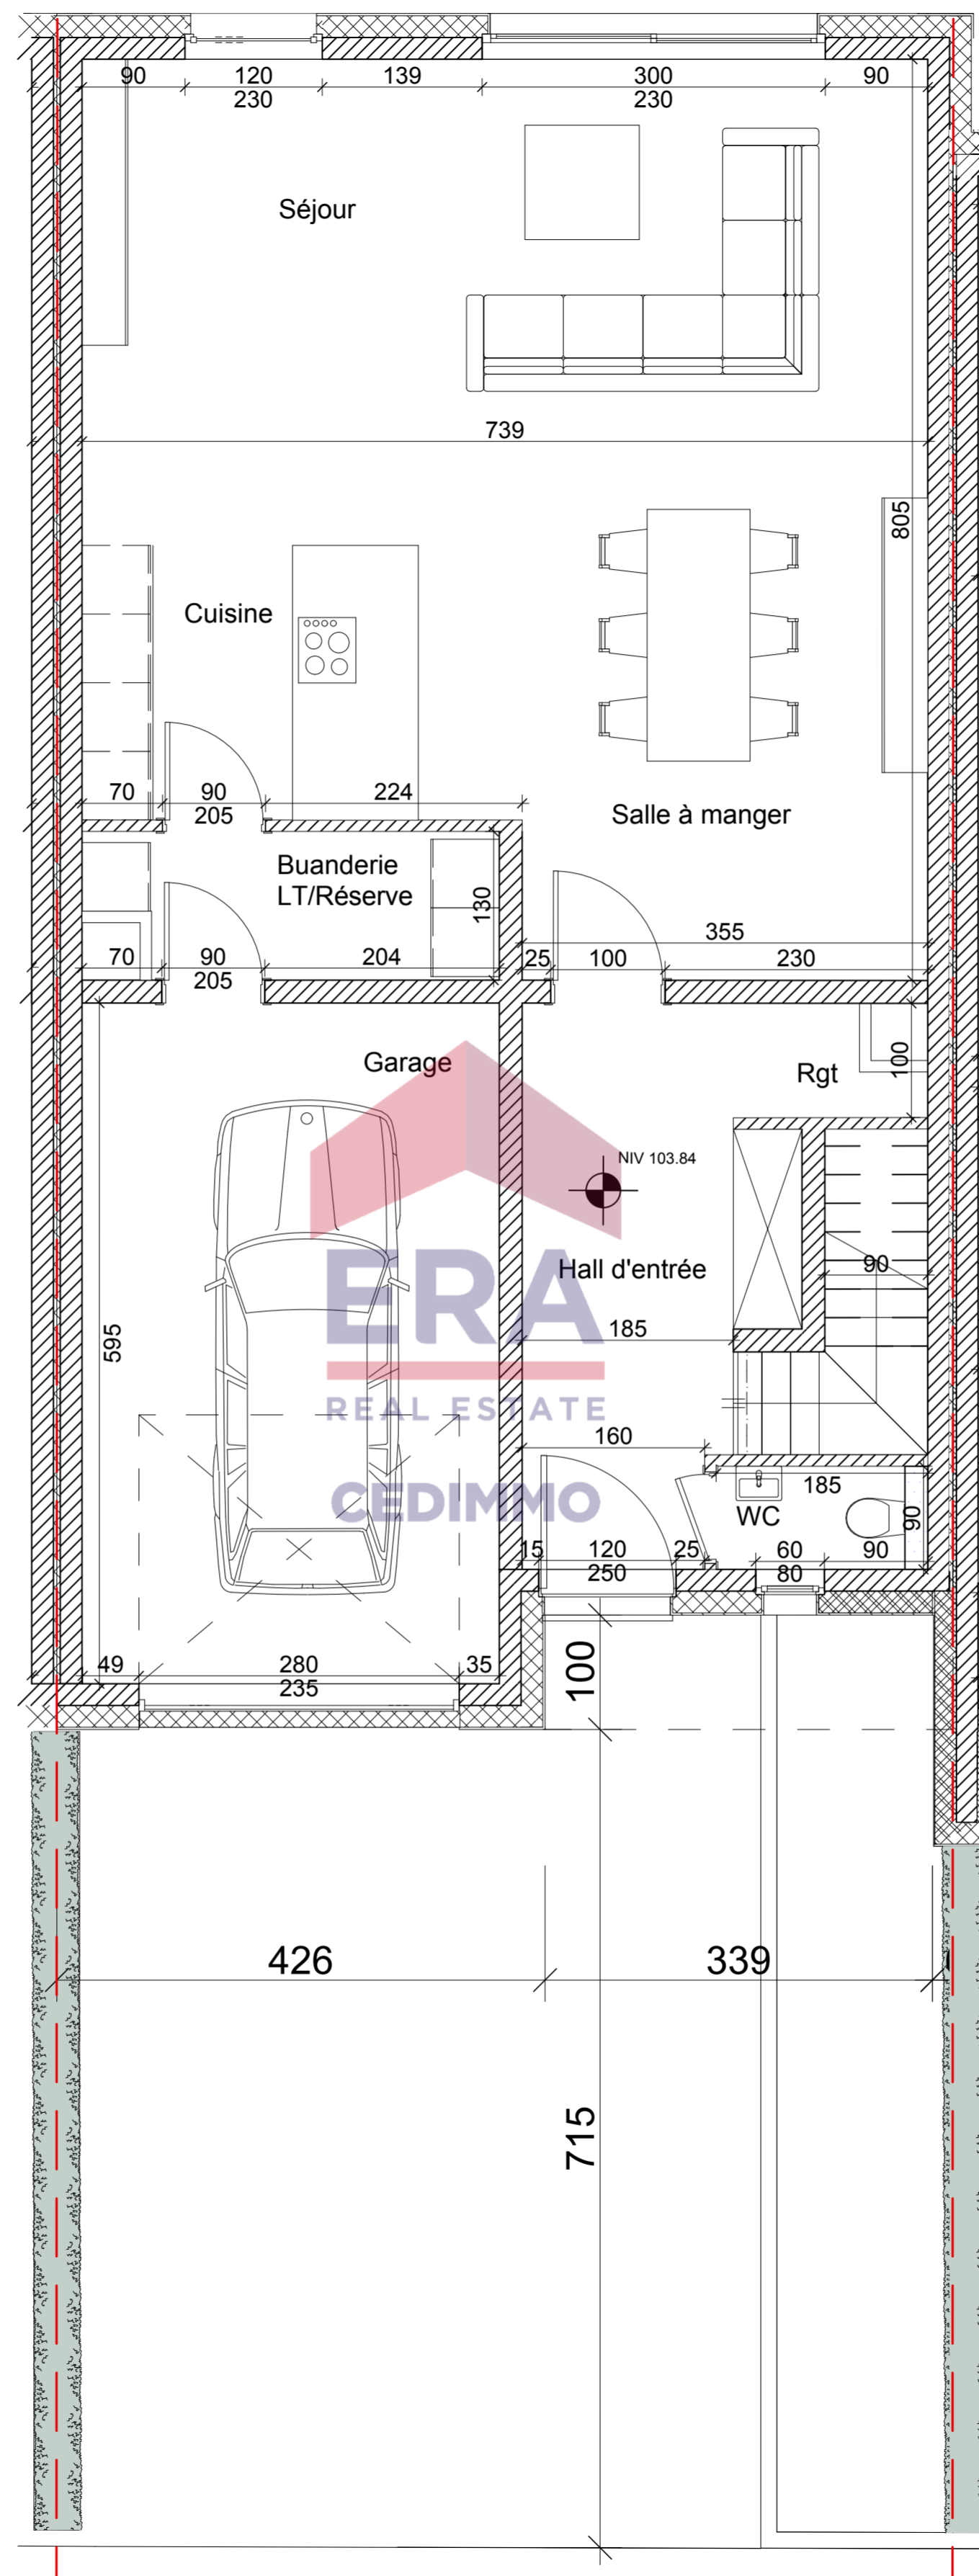 90 120 139 300 90
230 230
Séjour
739
805
Cuisine
70 90 224
205
Salle à manger
Buanderie
LT/Réserve
130
355
70 90 204
205
25 100 230
Garage
Rgt
100
NIV 103.84
ERA
Hall d'entrée
90
595
185
REAL ESTATE
160
CEDIMMO
185
WC
90
15 120 25 60 90
250 80
49 280 35
235
100
426 339
715